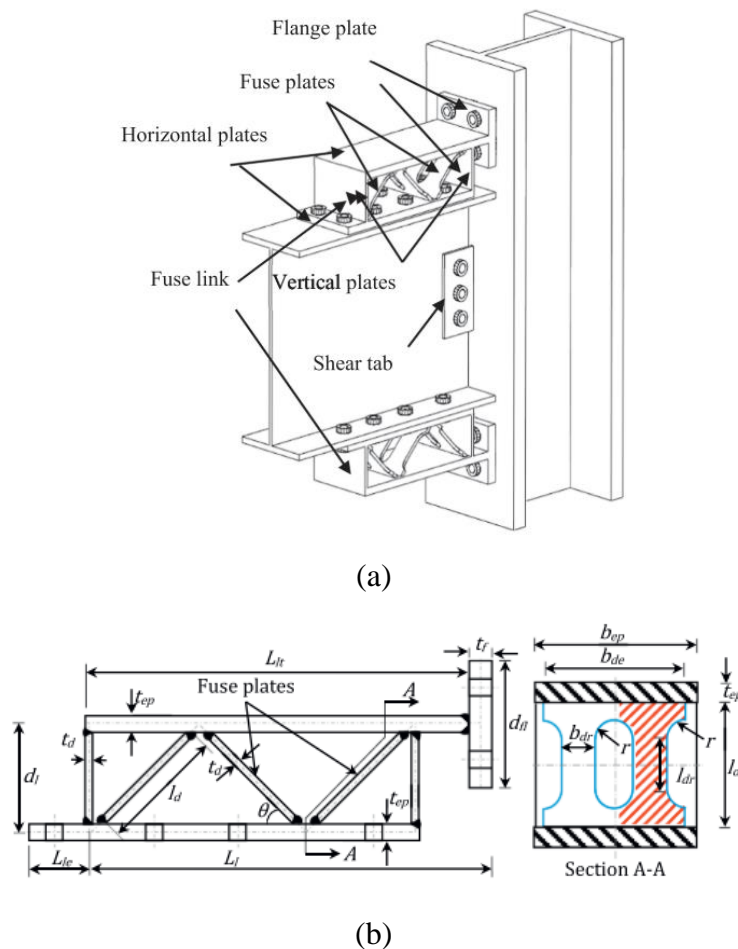 Flange plate
Fuse plates
Horizontal plates
Fuse link
Vertical plates
Shear tab
(a)
L_lt
t_f
b_ep
b_de
t_ep
Fuse plates
A
t_ep
d_fl
b_dr
r
r
t_d
d_l
t_d
l_d
l_dr
θ
t_ep
L_le
L_l
A
Section A-A
(b)